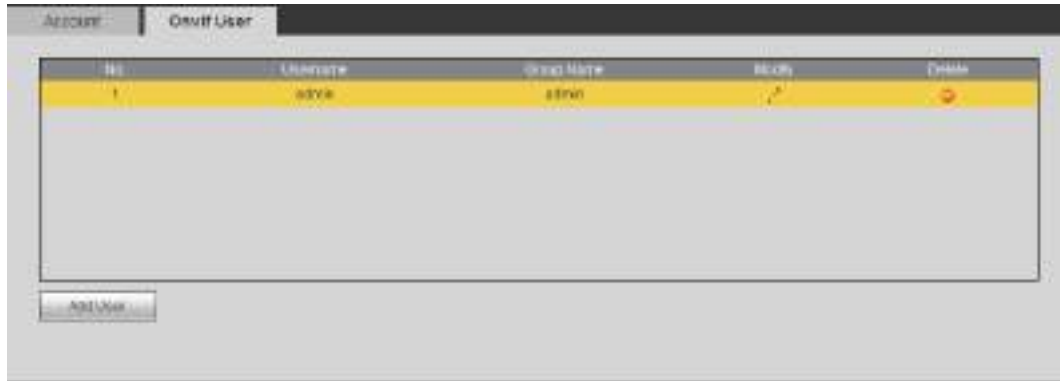 Account Onvif User
No. Username Group Name Modify Delete
1 admin admin
Add User